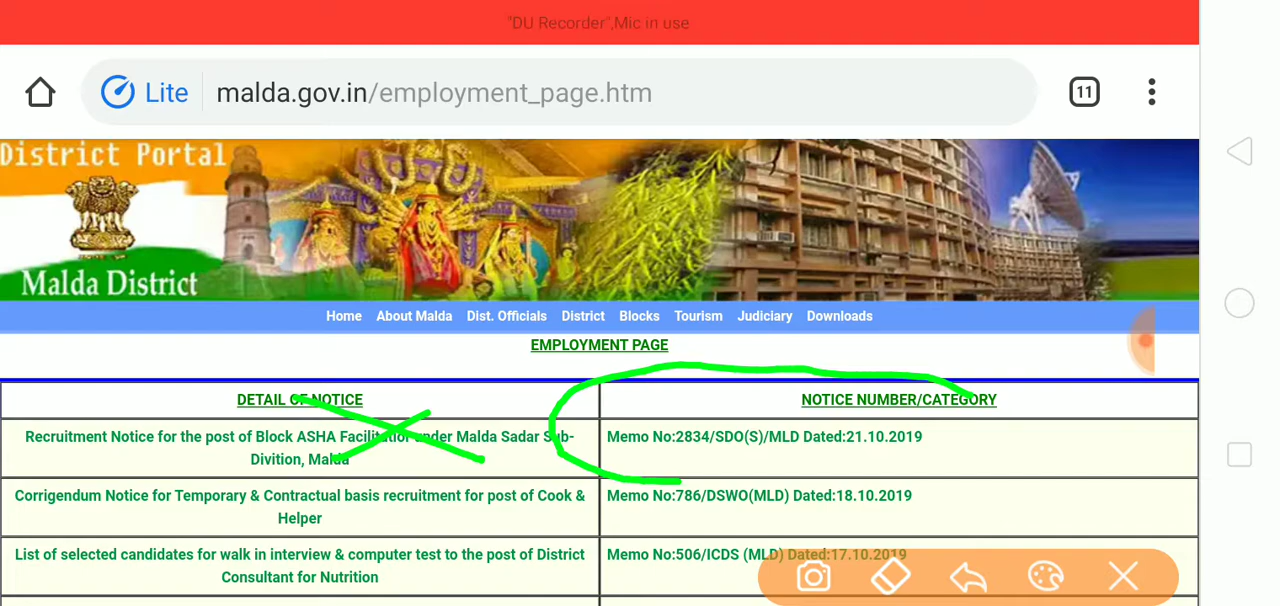 "DU Recorder",Mic in use
Lite malda.gov.in/employment_page.htm 11
District Portal
Malda District
Home About Malda Dist. Officials District Blocks Tourism Judiciary Downloads
EMPLOYMENT PAGE
DETAIL OF NOTICE NOTICE NUMBER/CATEGORY
Recruitment Notice for the post of Block ASHA Facilitatior under Malda Sadar Sub-
Divition, Malda
Memo No:2834/SDO(S)/MLD Dated:21.10.2019
Corrigendum Notice for Temporary & Contractual basis recruitment for post of Cook &
Helper
Memo No:786/DSWO(MLD) Dated:18.10.2019
List of selected candidates for walk in interview & computer test to the post of District
Consultant for Nutrition
Memo No:506/ICDS (MLD) Dated:17.10.2019